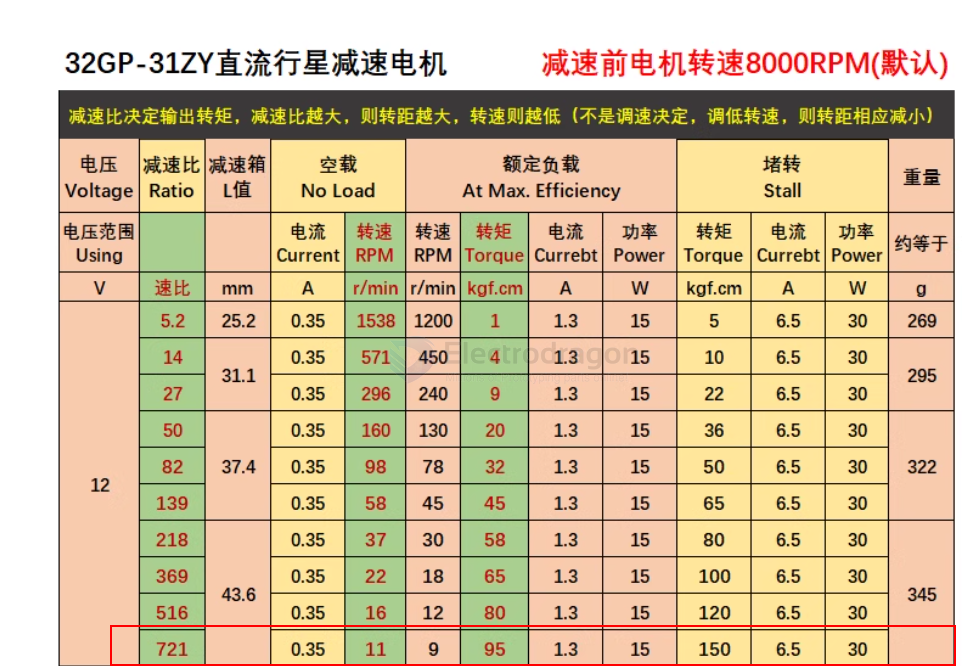 32GP-31ZY直流行星减速电机 减速前电机转速8000RPM(默认)
减速比决定输出转矩，减速比越大，则转距越大，转速则越低（不是调速决定，调低转速，则转距相应减小）
电压 减速比 减速箱 空载 额定负载 堵转 重量
Voltage Ratio L值 No Load At Max. Efficiency Stall
电压范围 电流 转速 转速 转矩 电流 功率 转矩 电流 功率 约等于
Using Current RPM RPM Torque Currebt Power Torque Currebt Power
V 速比 mm A r/min r/min kgf.cm A W kgf.cm A W g
5.2 25.2 0.35 1538 1200 1 1.3 15 5 6.5 30 269
14 0.35 571 450 4 1.3 15 10 6.5 30
Electrodragon
31.1 295
27 0.35 296 240 9 1.3 15 22 6.5 30
50 0.35 160 130 20 1.3 15 36 6.5 30
82 37.4 0.35 98 78 32 1.3 15 50 6.5 30 322
12
139 0.35 58 45 45 1.3 15 65 6.5 30
218 0.35 37 30 58 1.3 15 80 6.5 30
369 0.35 22 18 65 1.3 15 100 6.5 30
43.6 345
516 0.35 16 12 80 1.3 15 120 6.5 30
721 0.35 11 9 95 1.3 15 150 6.5 30